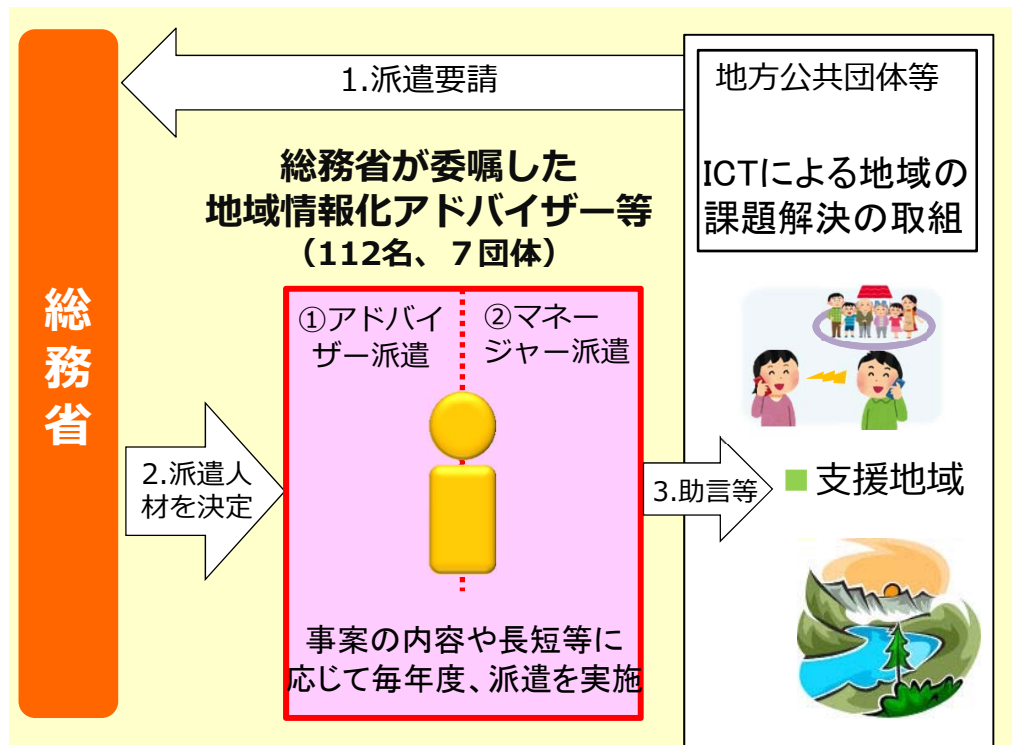 総務省
1.派遣要請
地方公共団体等
ICTによる地域の
課題解決の取組
総務省が委嘱した
地域情報化アドバイザー等
（112名、７団体）
①アドバイ
ザー派遣
②マネー
ジャー派遣
2.派遣人
材を決定
事案の内容や長短等に
応じて毎年度、派遣を実施
3.助言等
■支援地域